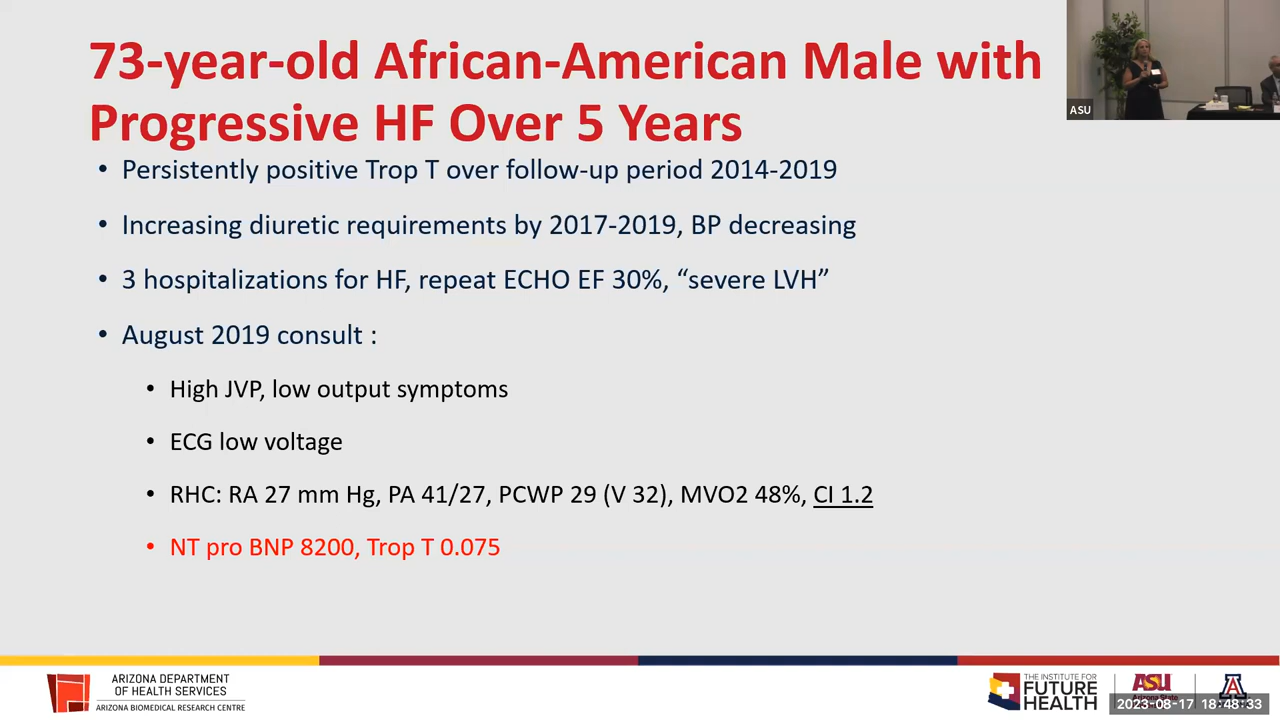 73-year-old African-American Male with
Progressive HF Over 5 Years
• Persistently positive Trop T over follow-up period 2014-2019
• Increasing diuretic requirements by 2017-2019, BP decreasing
• 3 hospitalizations for HF, repeat ECHO EF 30%, “severe LVH”
• August 2019 consult :
• High JVP, low output symptoms
• ECG low voltage
• RHC: RA 27 mm Hg, PA 41/27, PCWP 29 (V 32), MVO2 48%, CI 1.2
• NT pro BNP 8200, Trop T 0.075
ASU
ARIZONA DEPARTMENT
OF HEALTH SERVICES
ARIZONA BIOMEDICAL RESEARCH CENTRE
THE INSTITUTE FOR
FUTURE
HEALTH
ASU
A
2023-08-17 18:48:33